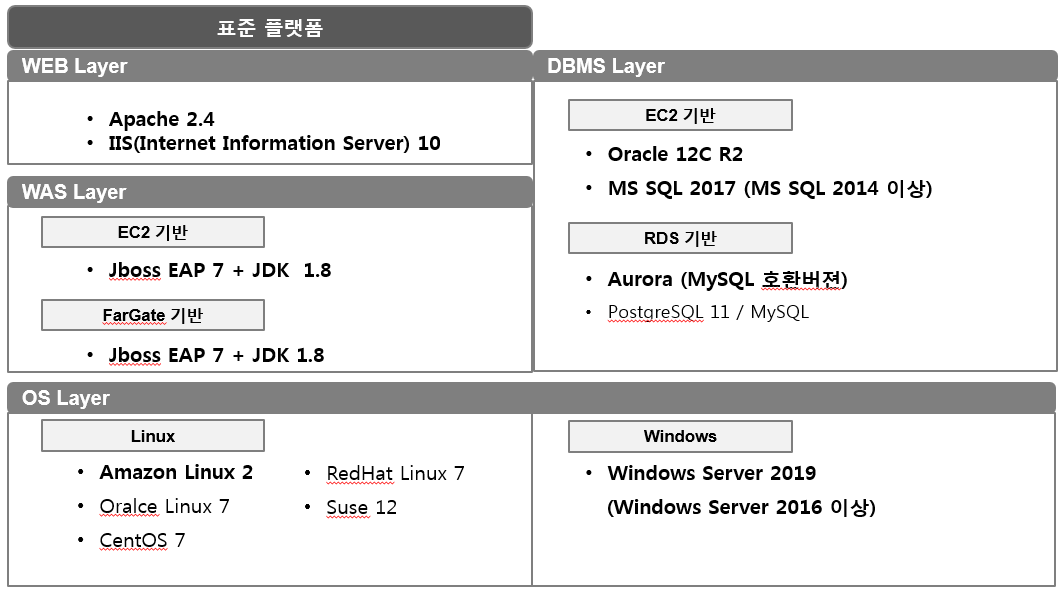 표준 플랫폼
WEB Layer
• Apache 2.4
• IIS(Internet Information Server) 10
WAS Layer
EC2 기반
• Jboss EAP 7 + JDK 1.8
FarGate 기반
• Jboss EAP 7 + JDK 1.8
DBMS Layer
EC2 기반
• Oracle 12C R2
• MS SQL 2017 (MS SQL 2014 이상)
RDS 기반
• Aurora (MySQL 호환버젼)
• PostgreSQL 11 / MySQL
OS Layer
Linux
• Amazon Linux 2
• Oralce Linux 7
• CentOS 7
• RedHat Linux 7
• Suse 12
Windows
• Windows Server 2019
(Windows Server 2016 이상)